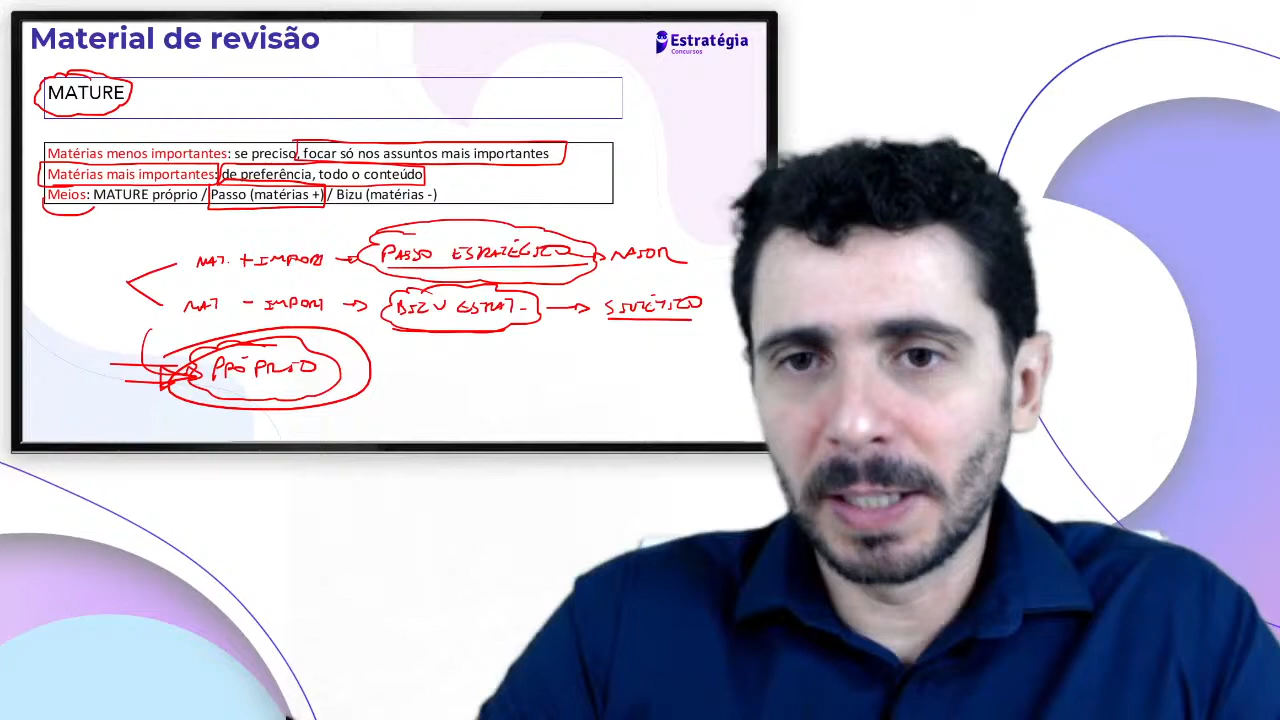 Material de revisão
Estratégia
Concursos
MATURE
Matérias menos importantes: se preciso, focar só nos assuntos mais importantes
Matérias mais importantes: de preferência, todo o conteúdo
Meios: MATURE próprio / Passo (matérias +) / Bizu (matérias -)
MAT. + IMPORT → PASSO ESTRATÉGICO → MAIOR
MAT - IMPORT → BIZU ESTRAT. → SINTÉTICO
PRÓPRIO